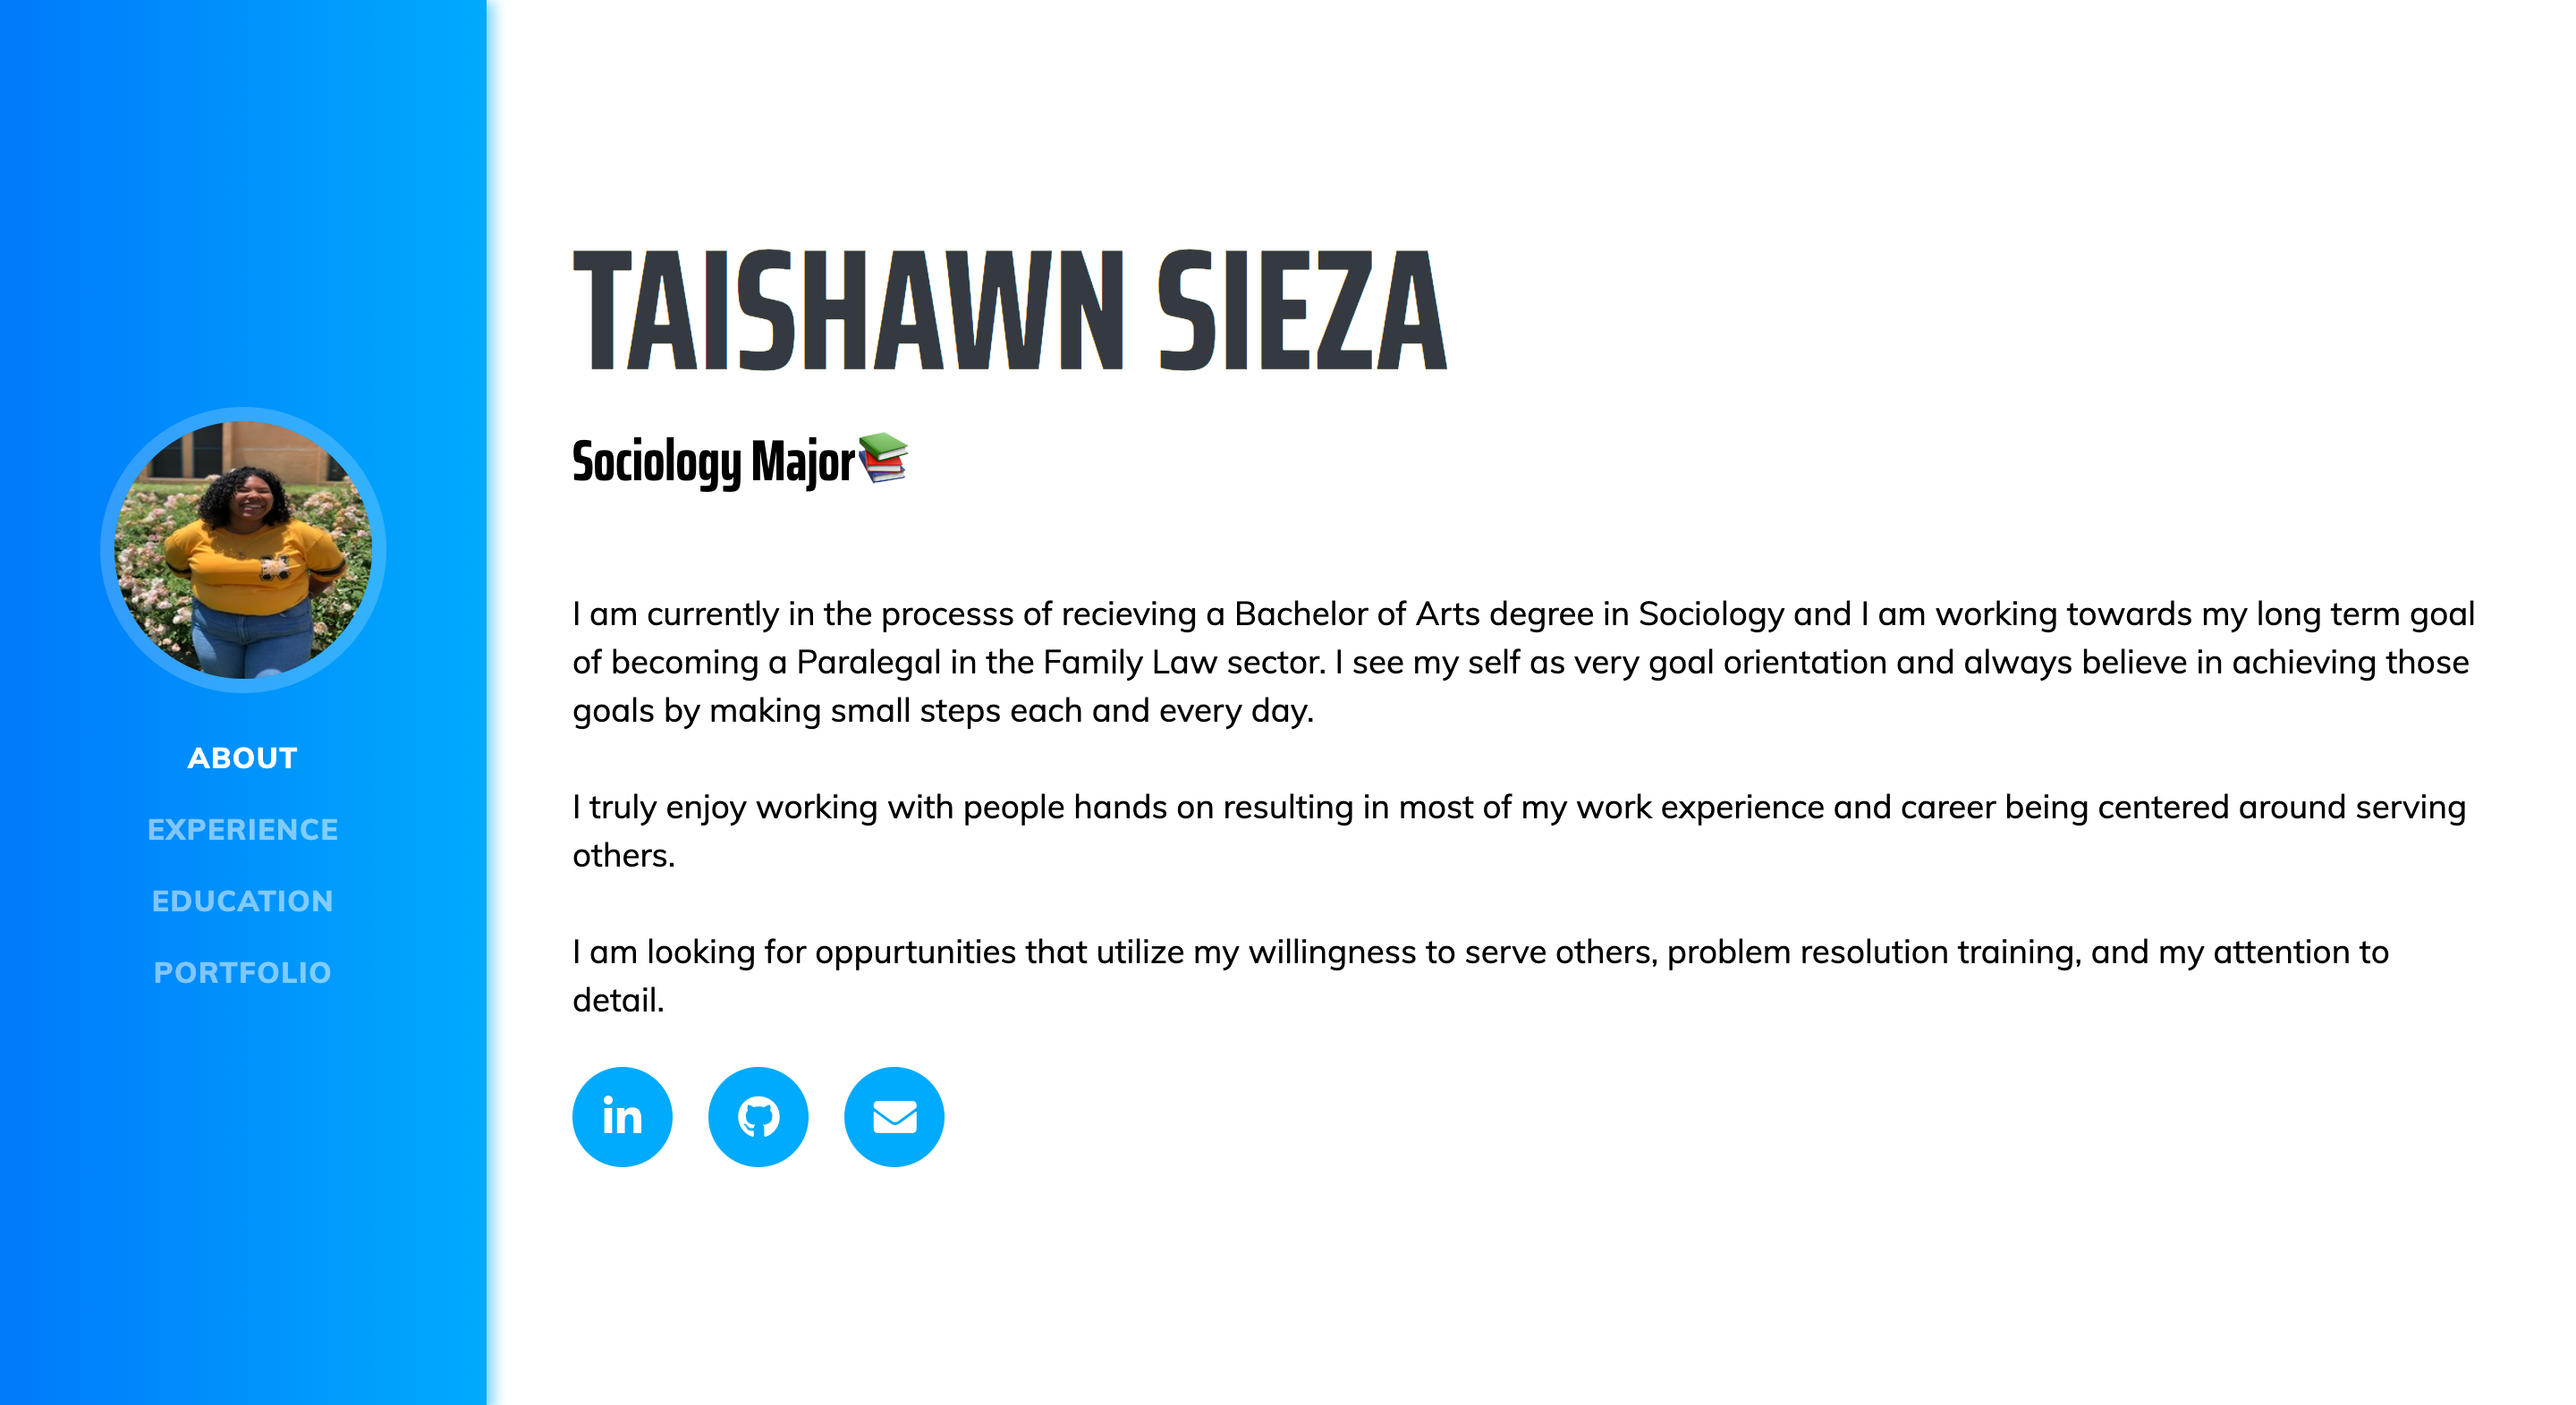 ABOUT
EXPERIENCE
EDUCATION
PORTFOLIO
TAISHAWN SIEZA
Sociology Major📚
I am currently in the processs of recieving a Bachelor of Arts degree in Sociology and I am working towards my long term goal
of becoming a Paralegal in the Family Law sector. I see my self as very goal orientation and always believe in achieving those
goals by making small steps each and every day.
I truly enjoy working with people hands on resulting in most of my work experience and career being centered around serving
others.
I am looking for oppurtunities that utilize my willingness to serve others, problem resolution training, and my attention to
detail.
in